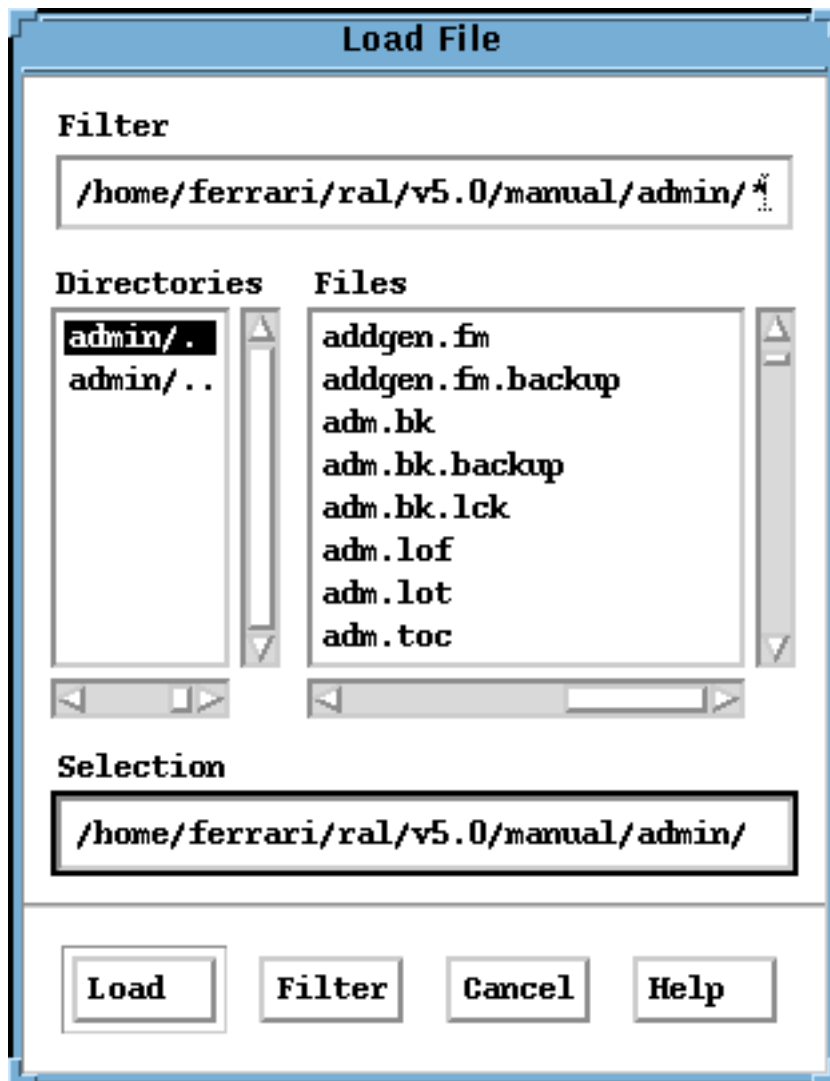 Load File
Filter
/home/ferrari/ral/v5.0/manual/admin/*
Directories Files
admin/.
admin/..
addgen.fm
addgen.fm.backup
adm.bk
adm.bk.backup
adm.bk.lck
adm.lof
adm.lot
adm.toc
Selection
/home/ferrari/ral/v5.0/manual/admin/
Load Filter Cancel Help